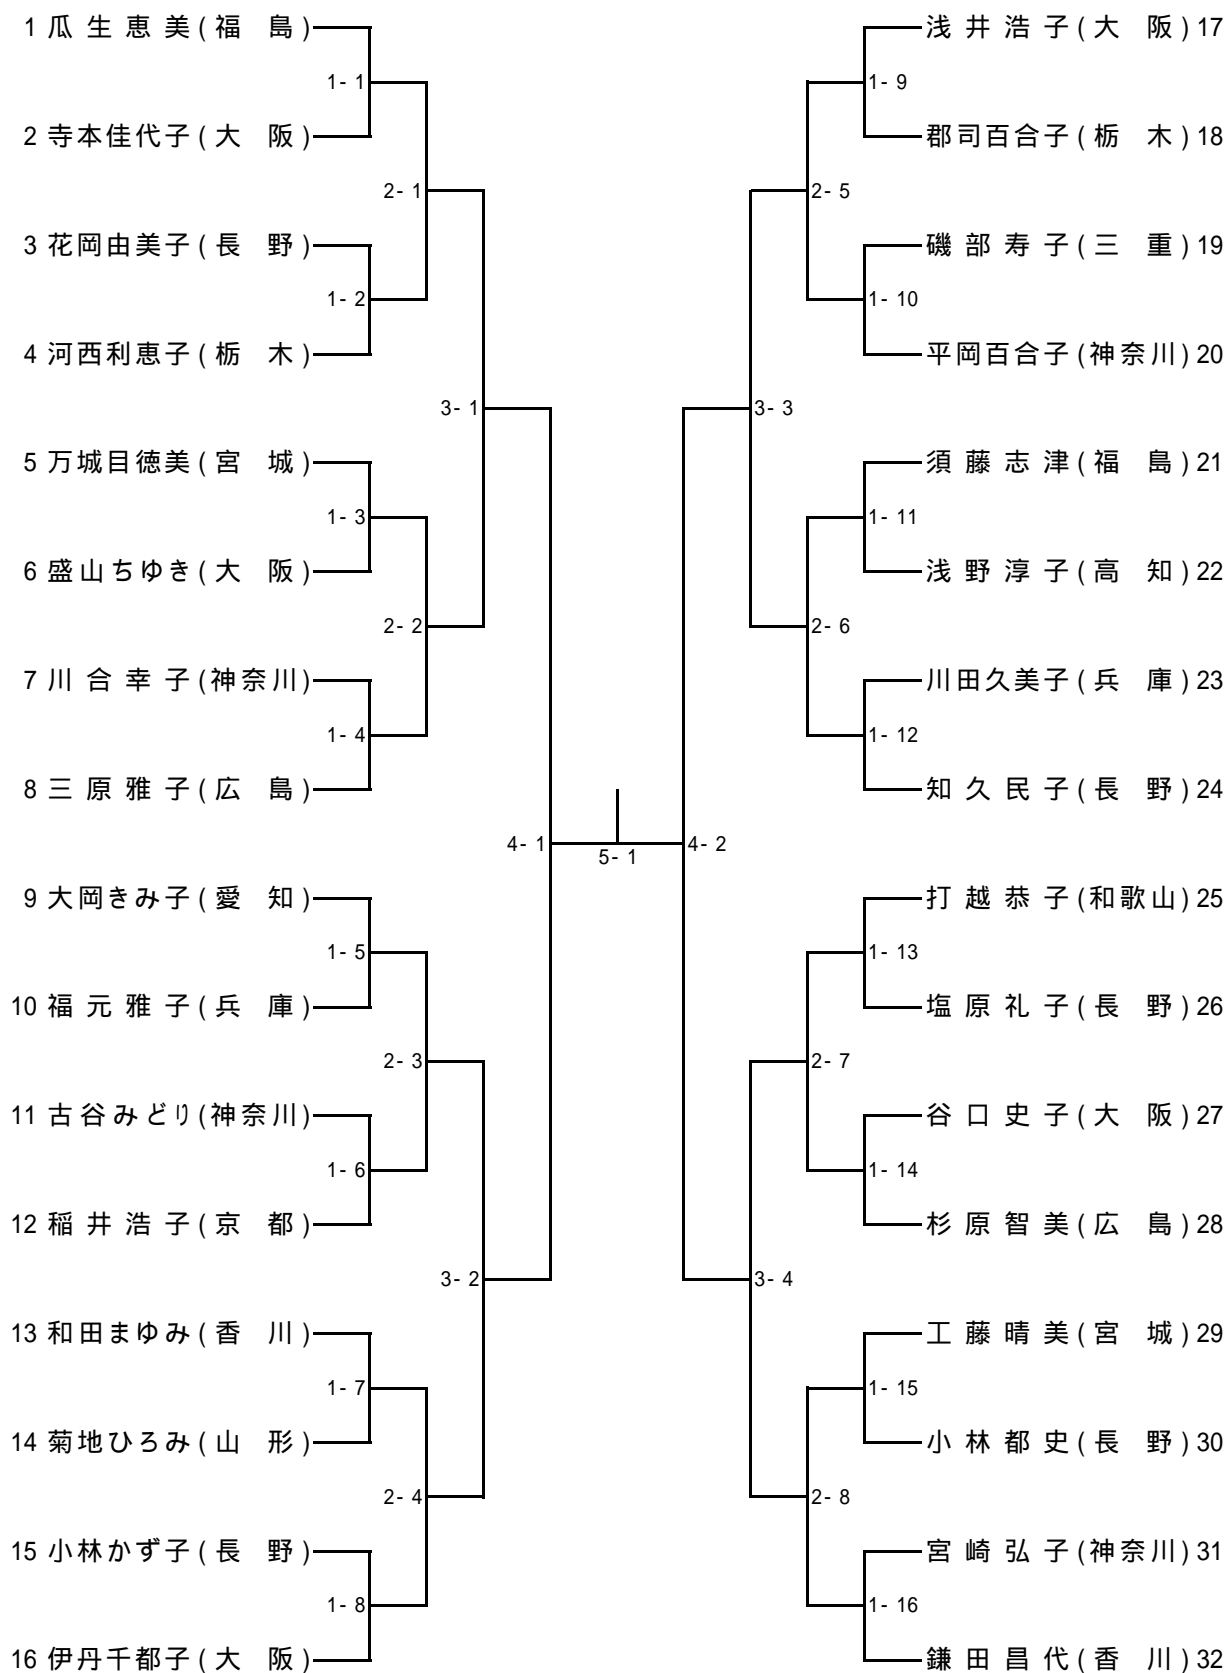 1 瓜生恵美(福島)
1-1
2 寺本佳代子(大阪)
2-1
3 花岡由美子(長野)
1-2
4 河西利恵子(栃木)
3-1
5 万城目徳美(宮城)
1-3
6 盛山ちゆき(大阪)
2-2
7 川合幸子(神奈川)
1-4
8 三原雅子(広島)
4-1
9 大岡きみ子(愛知)
1-5
10 福元雅子(兵庫)
2-3
11 古谷みどり(神奈川)
1-6
12 稲井浩子(京都)
3-2
13 和田まゆみ(香川)
1-7
14 菊地ひろみ(山形)
2-4
15 小林かず子(長野)
1-8
16 伊丹千都子(大阪)
5-1
浅井浩子(大阪) 17
1-9
郡司百合子(栃木) 18
2-5
磯部寿子(三重) 19
1-10
平岡百合子(神奈川) 20
3-3
須藤志津(福島) 21
1-11
浅野淳子(高知) 22
2-6
川田久美子(兵庫) 23
1-12
知久民子(長野) 24
4-2
打越恭子(和歌山) 25
1-13
塩原礼子(長野) 26
2-7
谷口史子(大阪) 27
1-14
杉原智美(広島) 28
3-4
工藤晴美(宮城) 29
1-15
小林都史(長野) 30
2-8
宮崎弘子(神奈川) 31
1-16
鎌田昌代(香川) 32